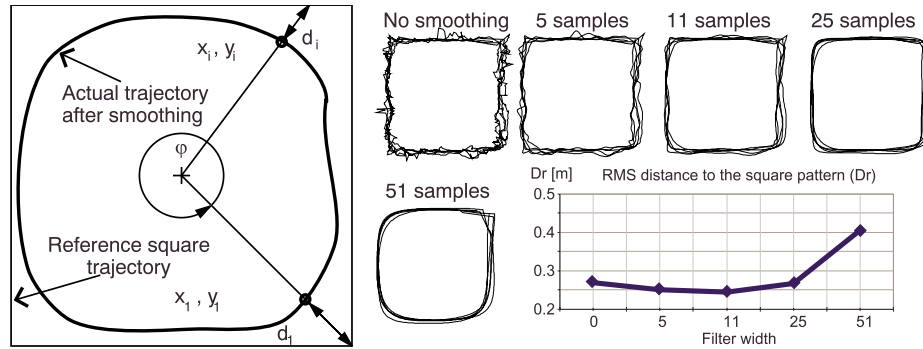 x_i , y_i
d_i
Actual trajectory
after smoothing
φ
Reference square
trajectory
x_1 , y_1
d_1
No smoothing
5 samples
11 samples
25 samples
51 samples
Dr [m]
RMS distance to the square pattern (Dr)
0.5
0.4
0.3
0.2
0 5 11 25 51
Filter width